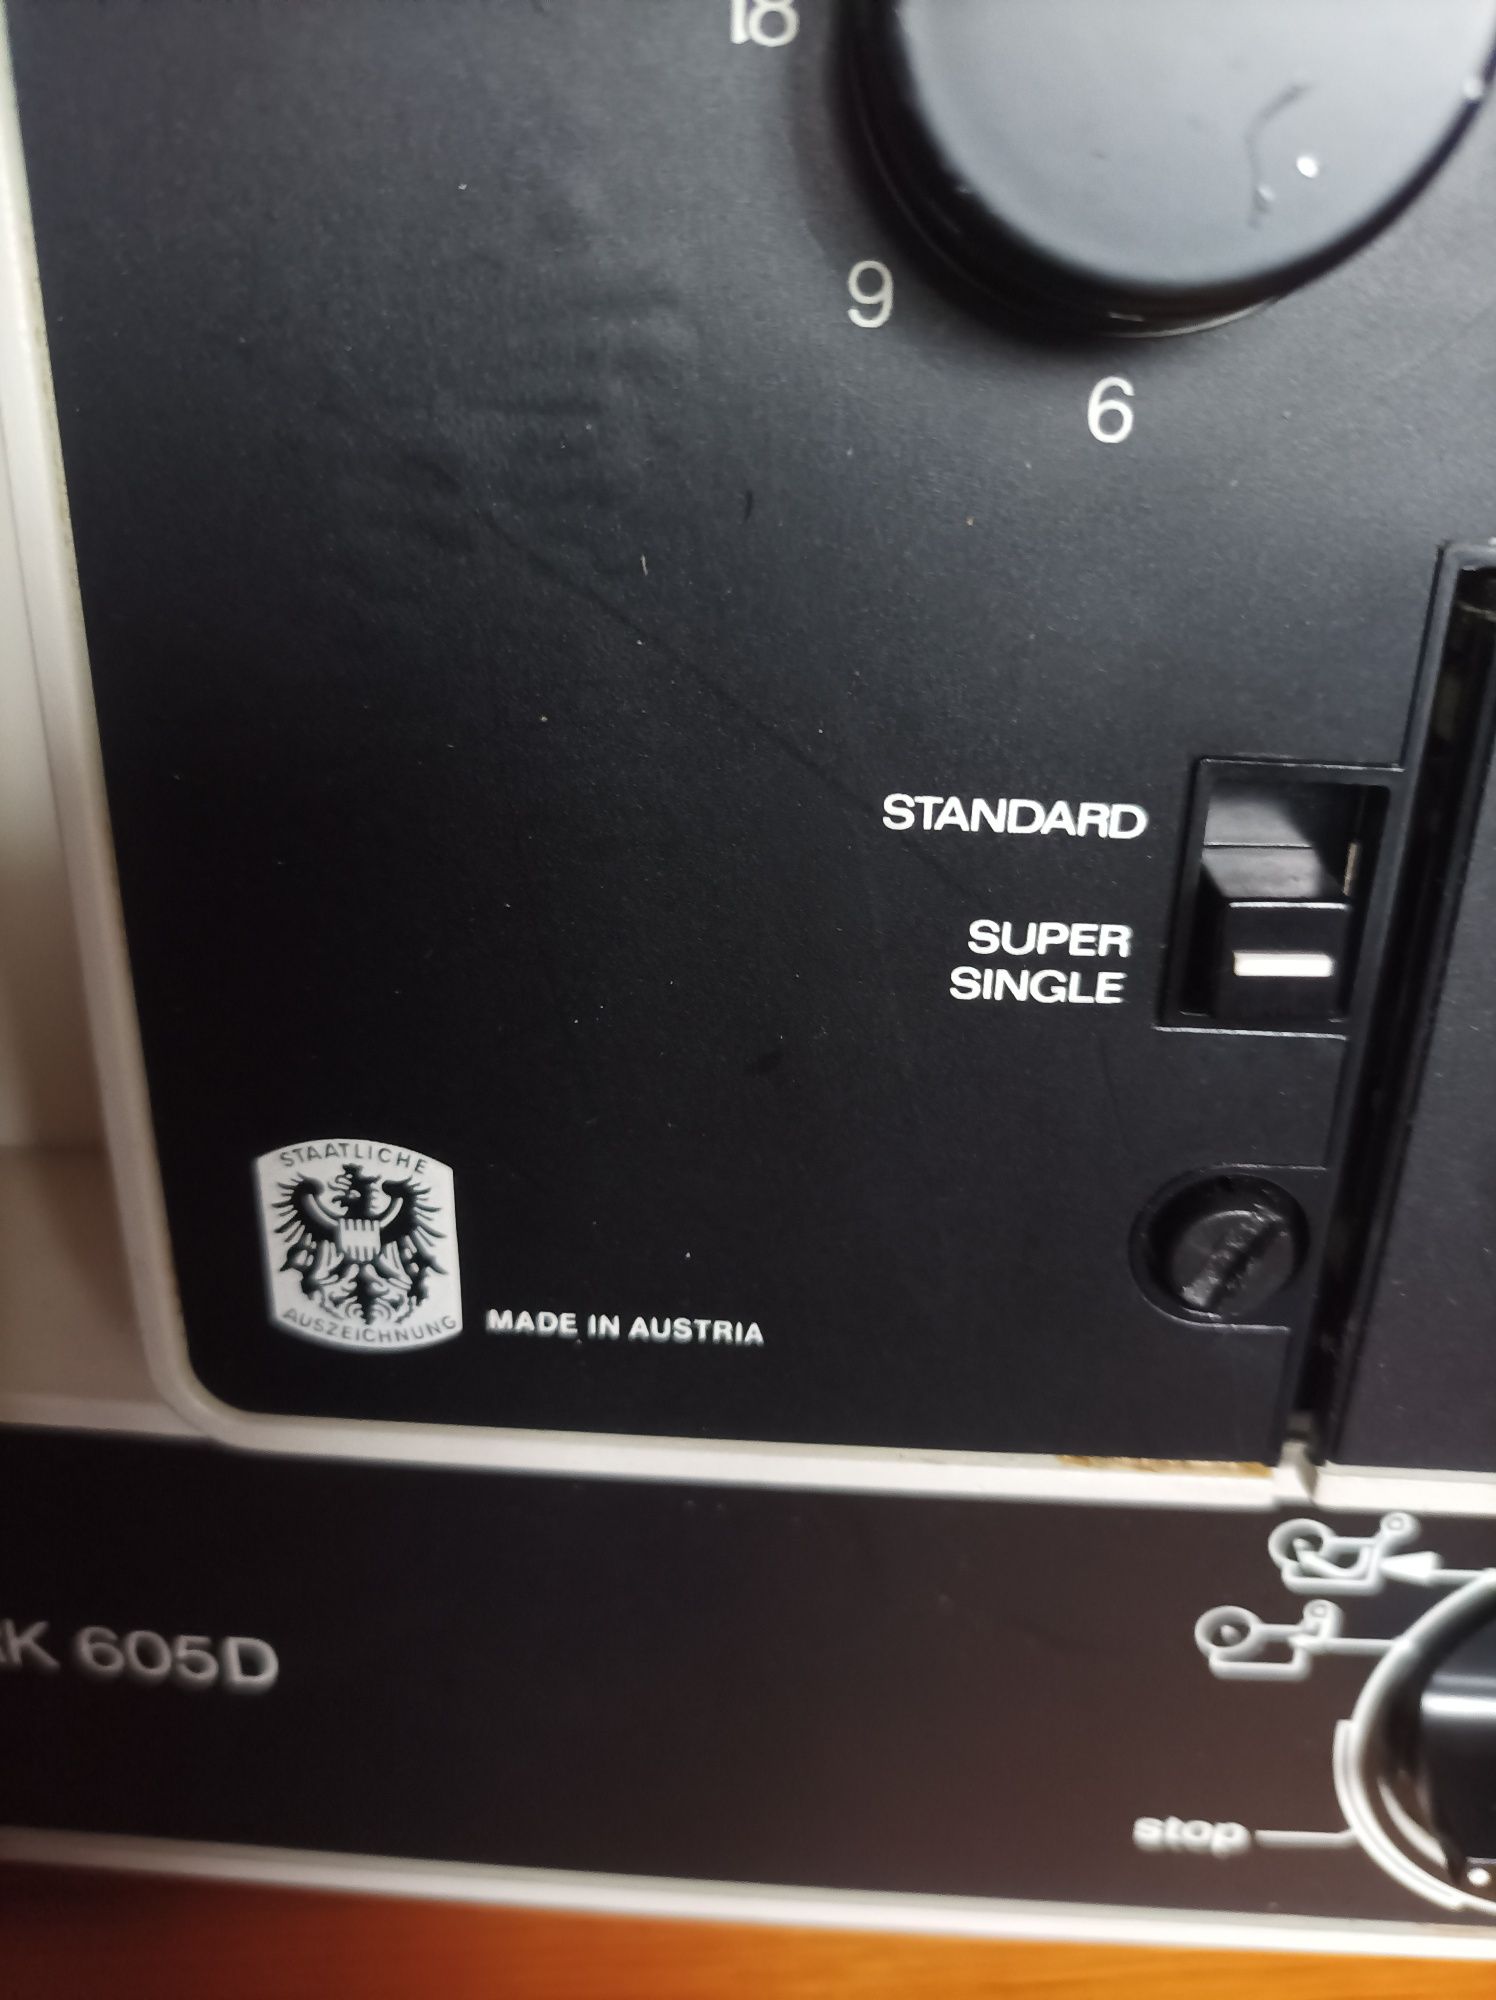 18
9
6
STANDARD
SUPER
SINGLE
STAATLICHE
AUSZEICHNUNG
MADE IN AUSTRIA
605D
stop